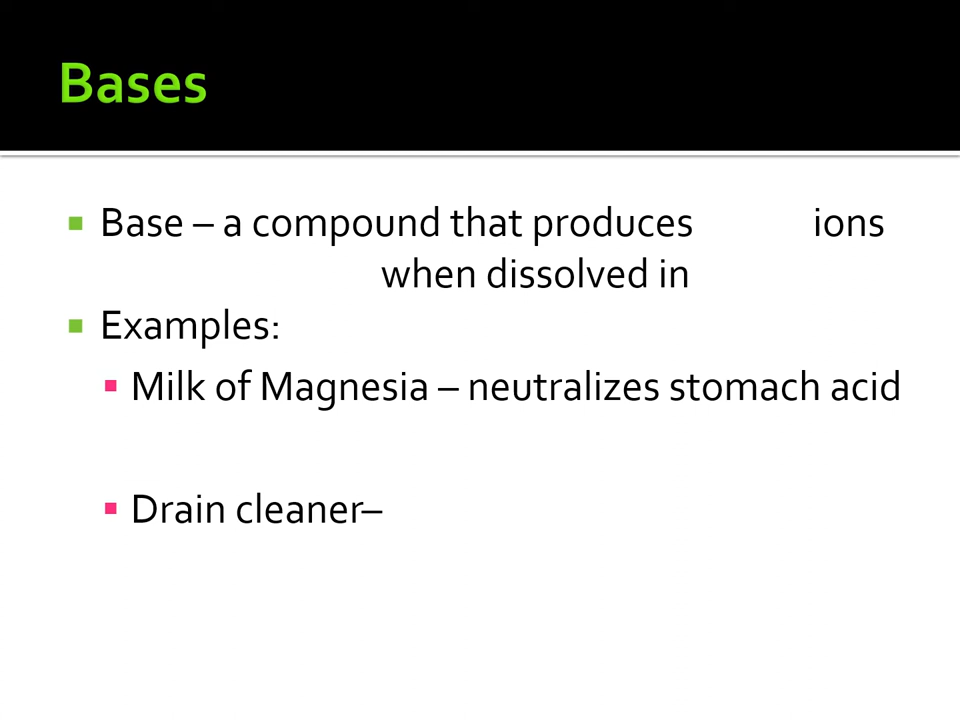 Bases
Base – a compound that produces ions
when dissolved in
Examples:
Milk of Magnesia – neutralizes stomach acid
Drain cleaner–